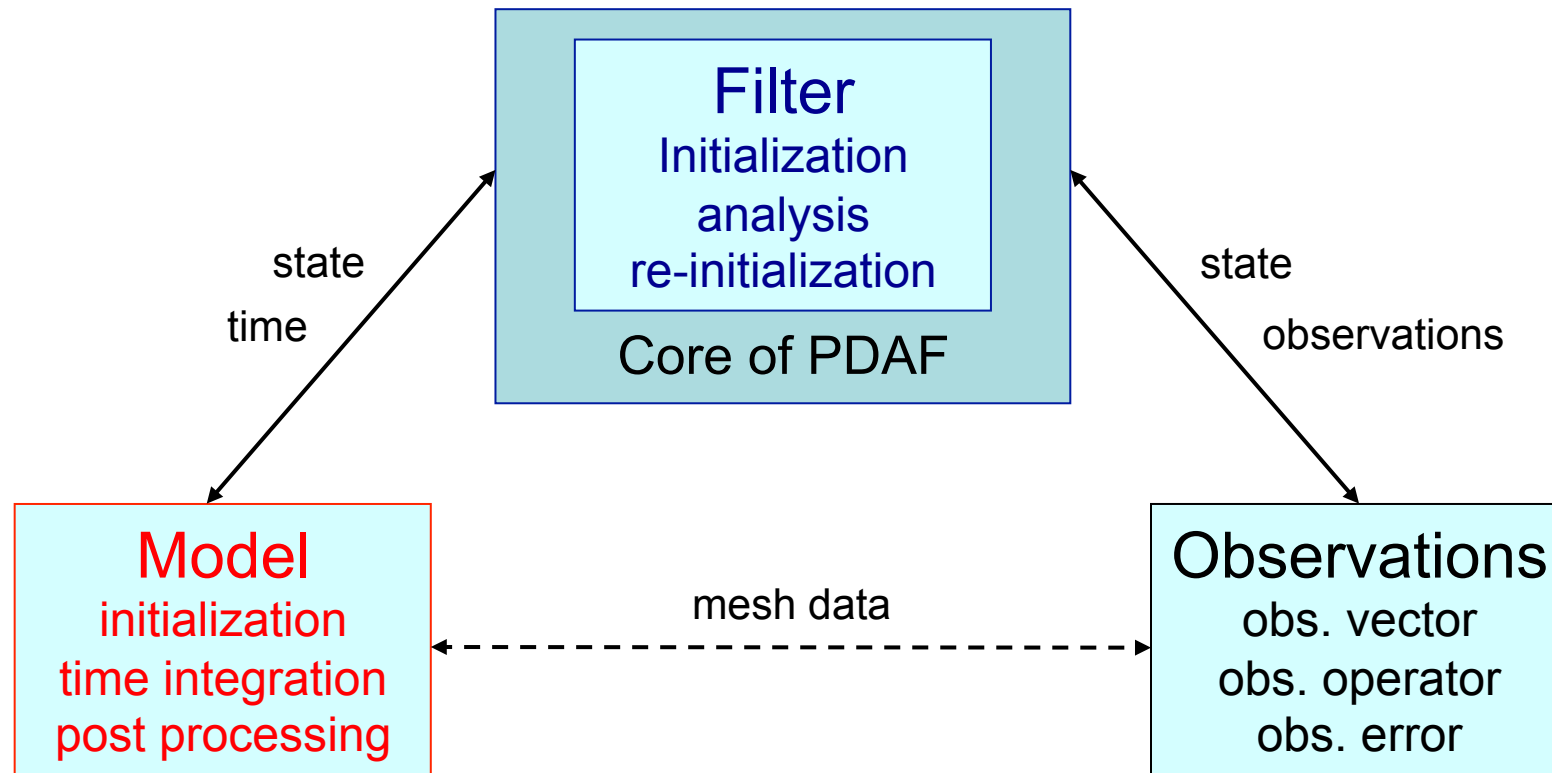 Filter
Initialization
analysis
re-initialization
Core of PDAF
state
time
state
observations
Model
initialization
time integration
post processing
mesh data
Observations
obs. vector
obs. operator
obs. error